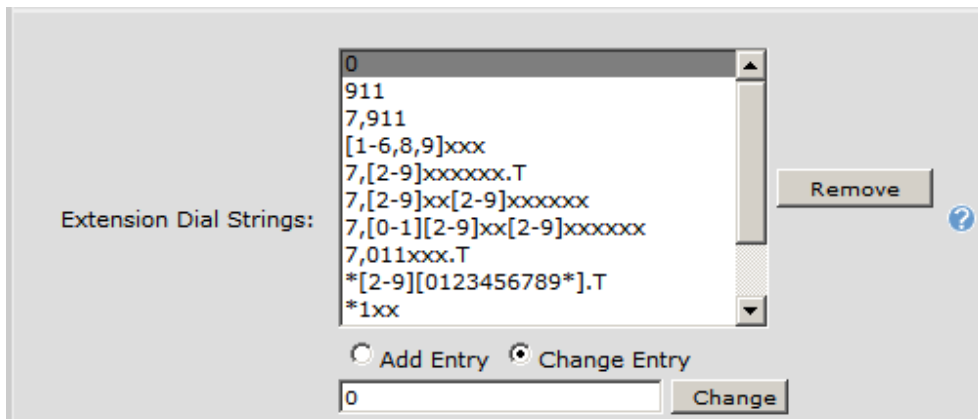 0
911
7,911
[1-6,8,9]xxx
7,[2-9]xxxxxx.T
7,[2-9]xx[2-9]xxxxxx
Extension Dial Strings:
Remove
7,[0-1][2-9]xx[2-9]xxxxxx
7,011xxx.T
*[2-9][0123456789*].T
*1xx
Add Entry Change Entry
0 Change